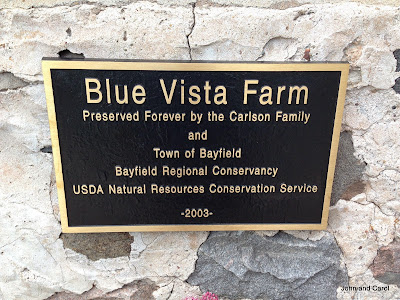 Blue Vista Farm
Preserved Forever by the Carlson Family
and
Town of Bayfield
Bayfield Regional Conservancy
USDA Natural Resources Conservation Service
-2003-
John and Carol